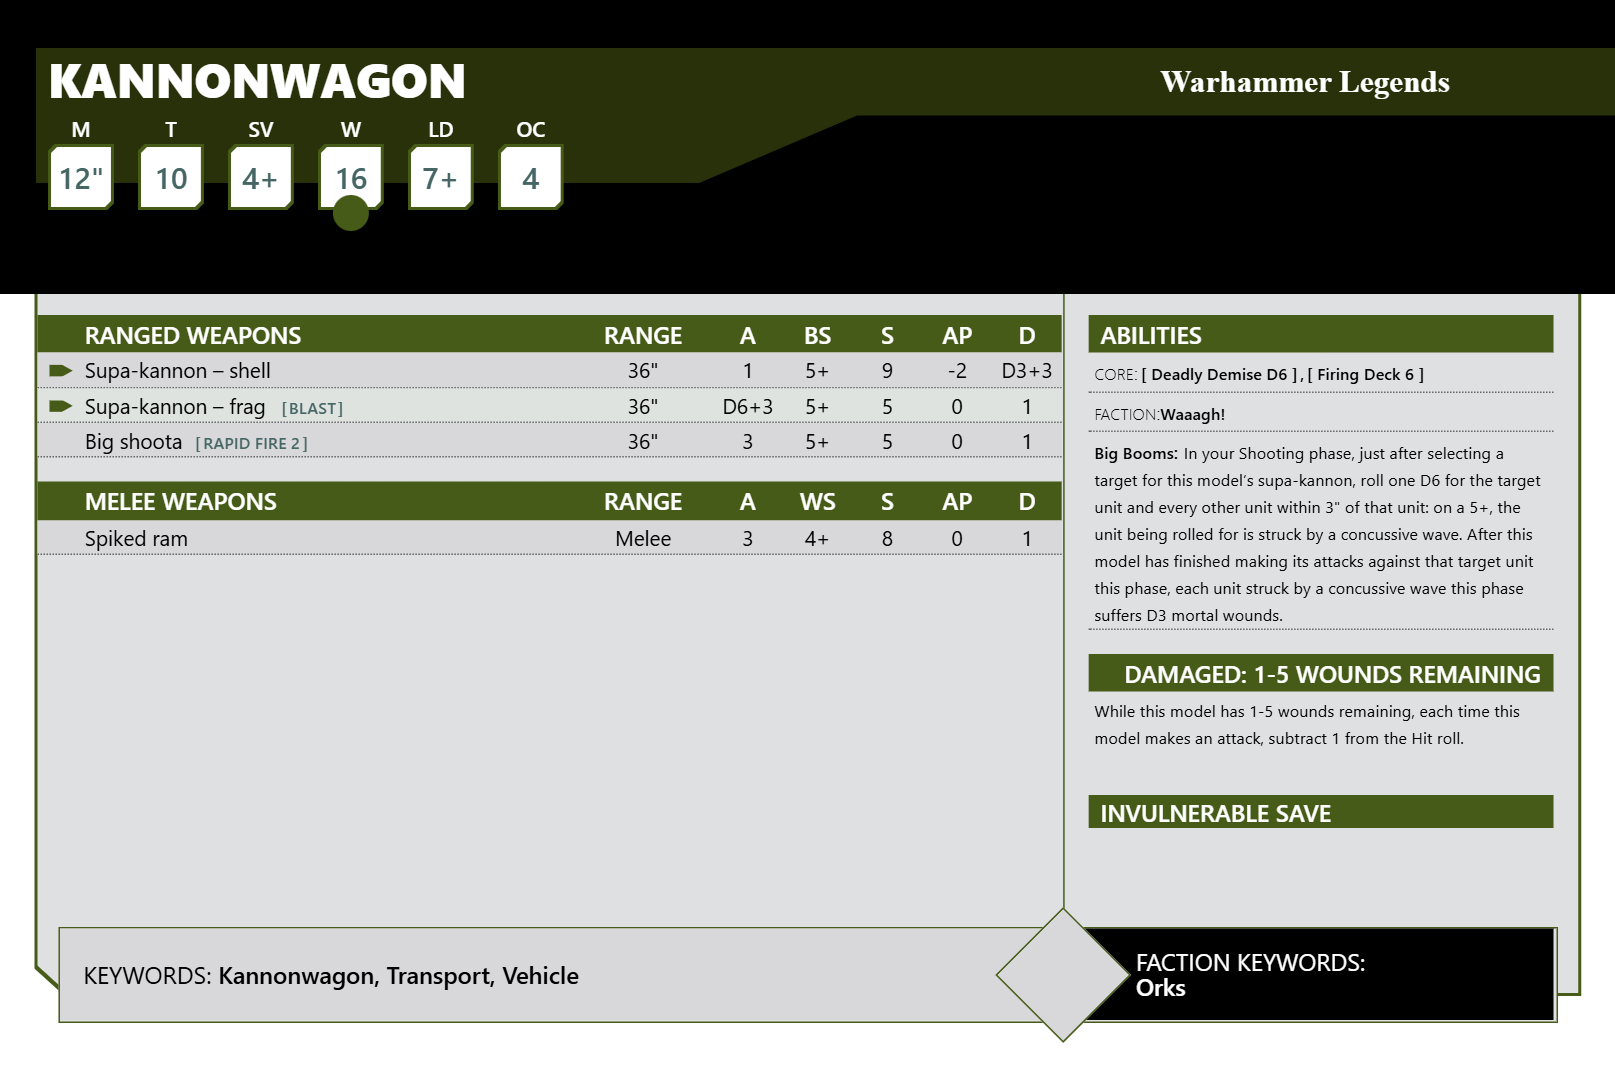 KANNONWAGON
Warhammer Legends
M T SV W LD OC
12" 10 4+ 16 7+ 4
RANGED WEAPONS RANGE A BS S AP D
Supa-kannon – shell 36" 1 5+ 9 -2 D3+3
Supa-kannon – frag [BLAST] 36" D6+3 5+ 5 0 1
Big shoota [RAPID FIRE 2] 36" 3 5+ 5 0 1
MELEE WEAPONS RANGE A WS S AP D
Spiked ram Melee 3 4+ 8 0 1
ABILITIES
CORE: [ Deadly Demise D6 ] , [ Firing Deck 6 ]
FACTION:Waaagh!
Big Booms: In your Shooting phase, just after selecting a
target for this model’s supa-kannon, roll one D6 for the target
unit and every other unit within 3" of that unit: on a 5+, the
unit being rolled for is struck by a concussive wave. After this
model has finished making its attacks against that target unit
this phase, each unit struck by a concussive wave this phase
suffers D3 mortal wounds.
DAMAGED: 1-5 WOUNDS REMAINING
While this model has 1-5 wounds remaining, each time this
model makes an attack, subtract 1 from the Hit roll.
INVULNERABLE SAVE
KEYWORDS: Kannonwagon, Transport, Vehicle
FACTION KEYWORDS:
Orks